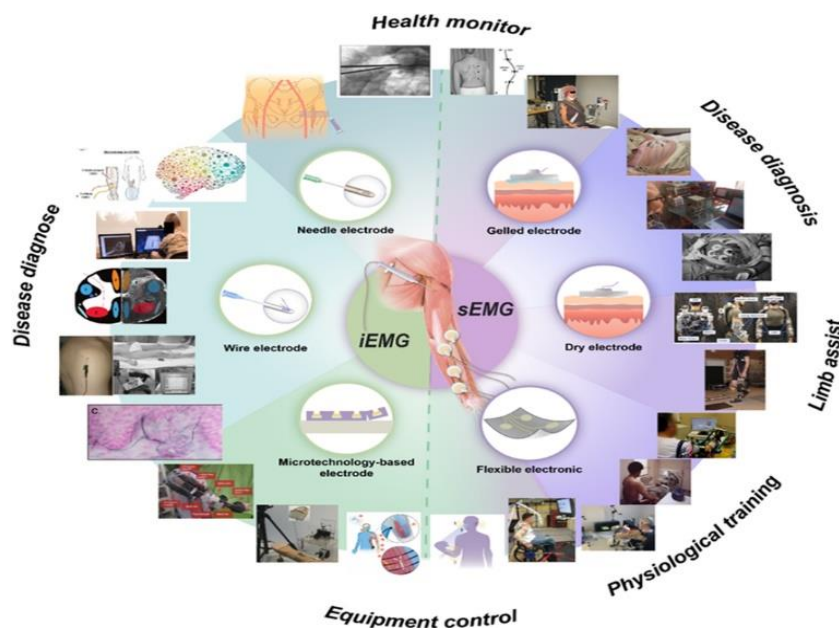 Health monitor
Disease diagnosis
Disease diagnose
Needle electrode
Gelled electrode
iEMG
sEMG
Wire electrode
Dry electrode
Limb assist
C.
Microtechnology-based
electrode
Flexible electronic
Physiological training
Equipment control